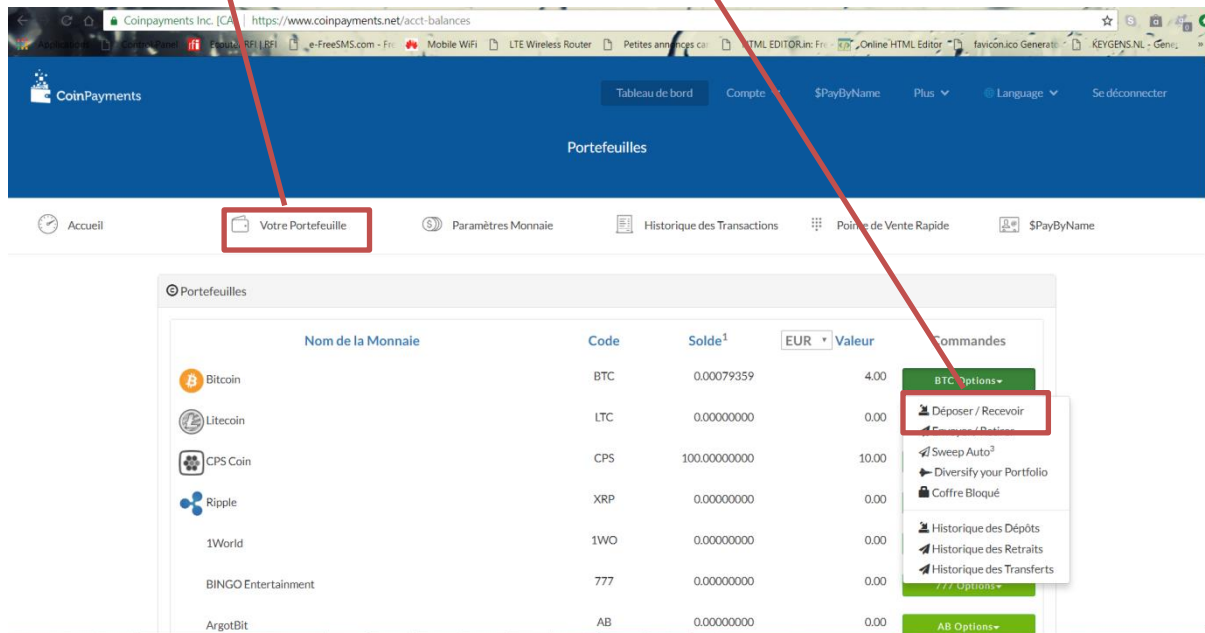 Coinpayments Inc. [CA] | https://www.coinpayments.net/acct-balances
e-FreeSMS.com - Fre Mobile WiFi LTE Wireless Router Petites annonces HTML EDITOR.in: Fre Online HTML Editor favicon.ico Generato KEYGENS.NL - Gene
CoinPayments
Tableau de bord Compte $PayByName Plus Language Se déconnecter
Portefeuilles
Accueil Votre Portefeuille Paramètres Monnaie Historique des Transactions Pointe de Vente Rapide $PayByName
Portefeuilles
Nom de la Monnaie Code Solde¹ EUR Valeur Commandes
Bitcoin BTC 0.00079359 4.00 BTC Options
Litecoin LTC 0.00000000 0.00 Déposer / Recevoir
Envoyer / Retirer
CPS Coin CPS 100.00000000 10.00 Sweep Auto³
Diversify your Portfolio
Ripple XRP 0.00000000 0.00 Coffre Bloqué
Historique des Dépôts
1World 1WO 0.00000000 0.00 Historique des Retraits
Historique des Transferts
BINGO Entertainment 777 0.00000000 0.00 777 Options
ArgotBit AB 0.00000000 0.00 AB Options